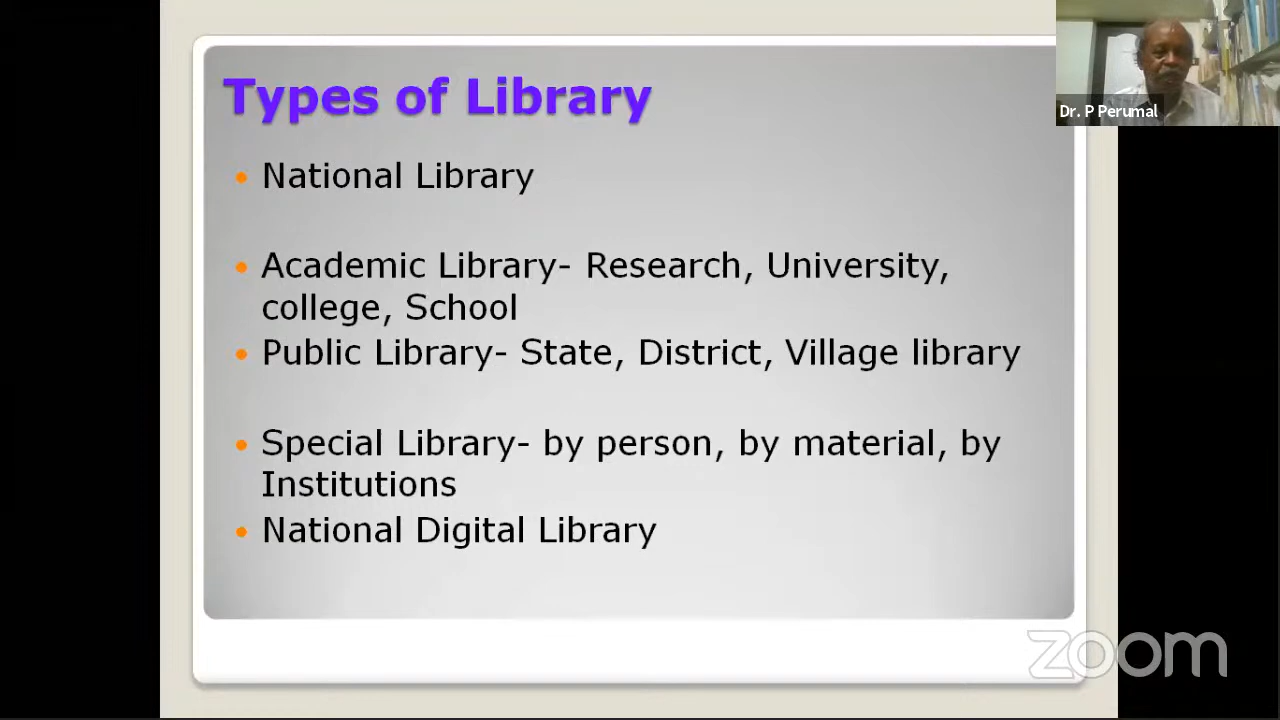 Types of Library
Dr. P Perumal
National Library
Academic Library- Research, University,
college, School
Public Library- State, District, Village library
Special Library- by person, by material, by
Institutions
National Digital Library
zoom